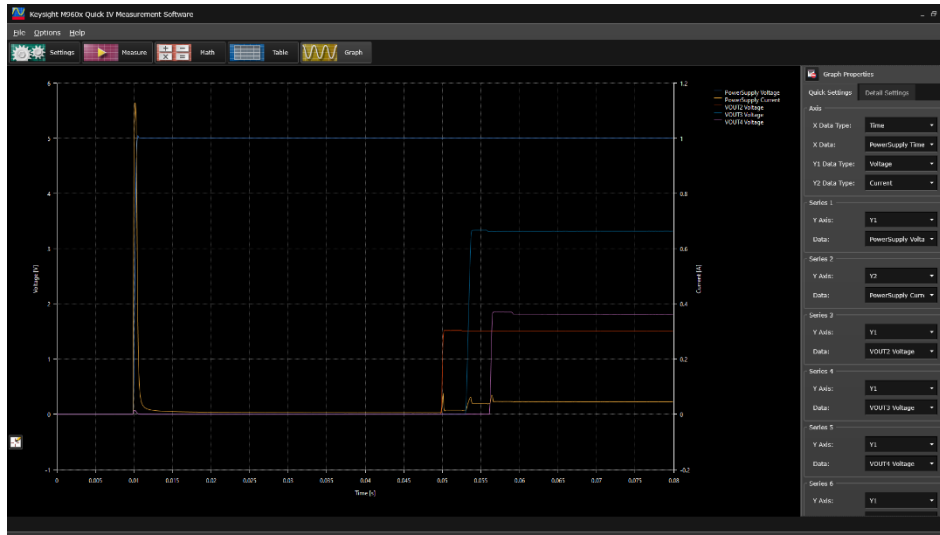 Keysight M960x Quick IV Measurement Software
File Options Help
Settings Measure Math Table Graph
Graph Properties
Quick Settings Detail Settings
Axis
X Data Type: Time
X Data: PowerSupply Time
Y1 Data Type: Voltage
Y2 Data Type: Current
Series 1
Y Axis: Y1
Data: PowerSupply Volta
Series 2
Y Axis: Y2
Data: PowerSupply Curr
Series 3
Y Axis: Y1
Data: VOUT2 Voltage
Series 4
Y Axis: Y1
Data: VOUT3 Voltage
Series 5
Y Axis: Y1
Data: VOUT4 Voltage
Series 6
Y Axis: Y1
PowerSupply Voltage
PowerSupply Current
VOUT2 Voltage
VOUT3 Voltage
VOUT4 Voltage
Voltage [V]
6
5
4
3
2
1
0
-1
Current [A]
1.2
1
0.8
0.6
0.4
0.2
0
-0.2
0 0.005 0.01 0.015 0.02 0.025 0.03 0.035 0.04 0.045 0.05 0.055 0.06 0.065 0.07 0.075 0.08
Time [s]